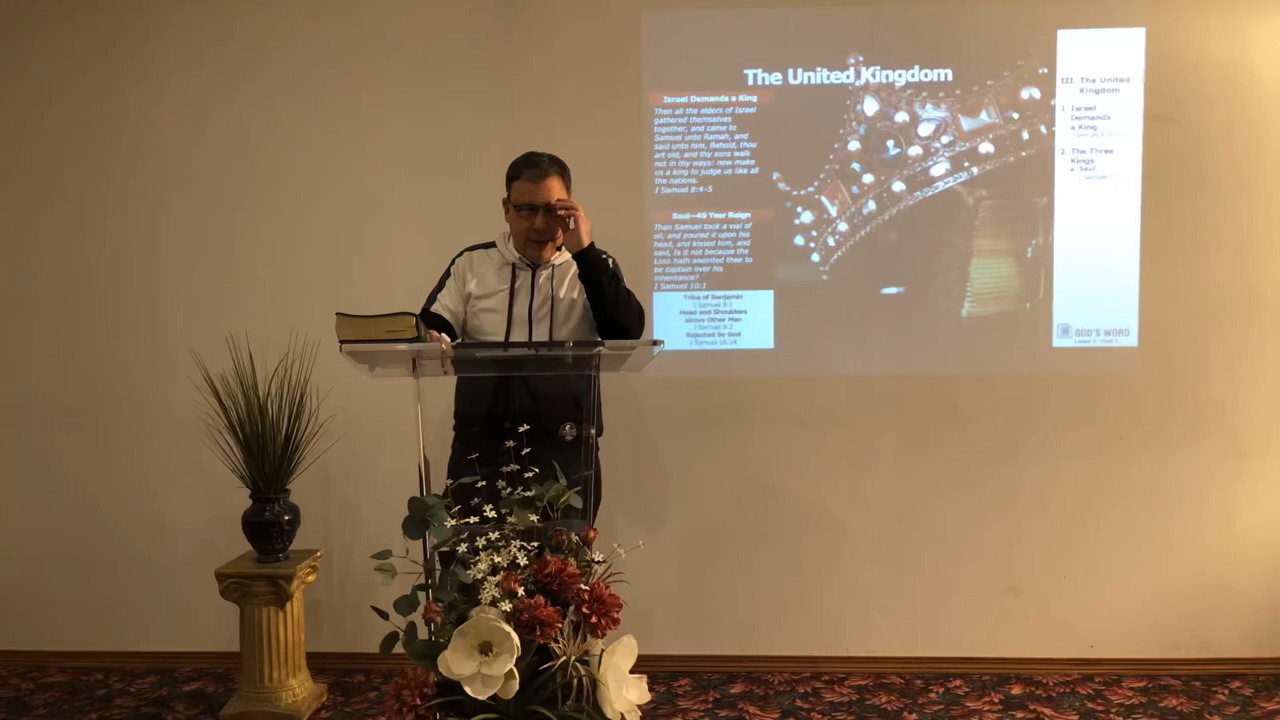 The United Kingdom
Israel Demands a King
Then all the elders of Israel
gathered themselves
together, and came to
Samuel unto Ramah, and
said unto him, Behold, thou
art old, and thy sons walk
not in thy ways: now make
us a king to judge us like all
the nations.
I Samuel 8:4-5
Saul—40 Year Reign
Then Samuel took a vial of
oil, and poured it upon his
head, and kissed him, and
said, Is it not because the
LORD hath anointed thee to
be captain over his
inheritance?
I Samuel 10:1
Tribe of Benjamin
I Samuel 9:1
Head and Shoulders
above Other Men
I Samuel 9:2
Rejected by God
I Samuel 16:14
III. The United
Kingdom
1. Israel
Demands
a King
2. The Three
Kings
a. Saul
GOD'S WORD